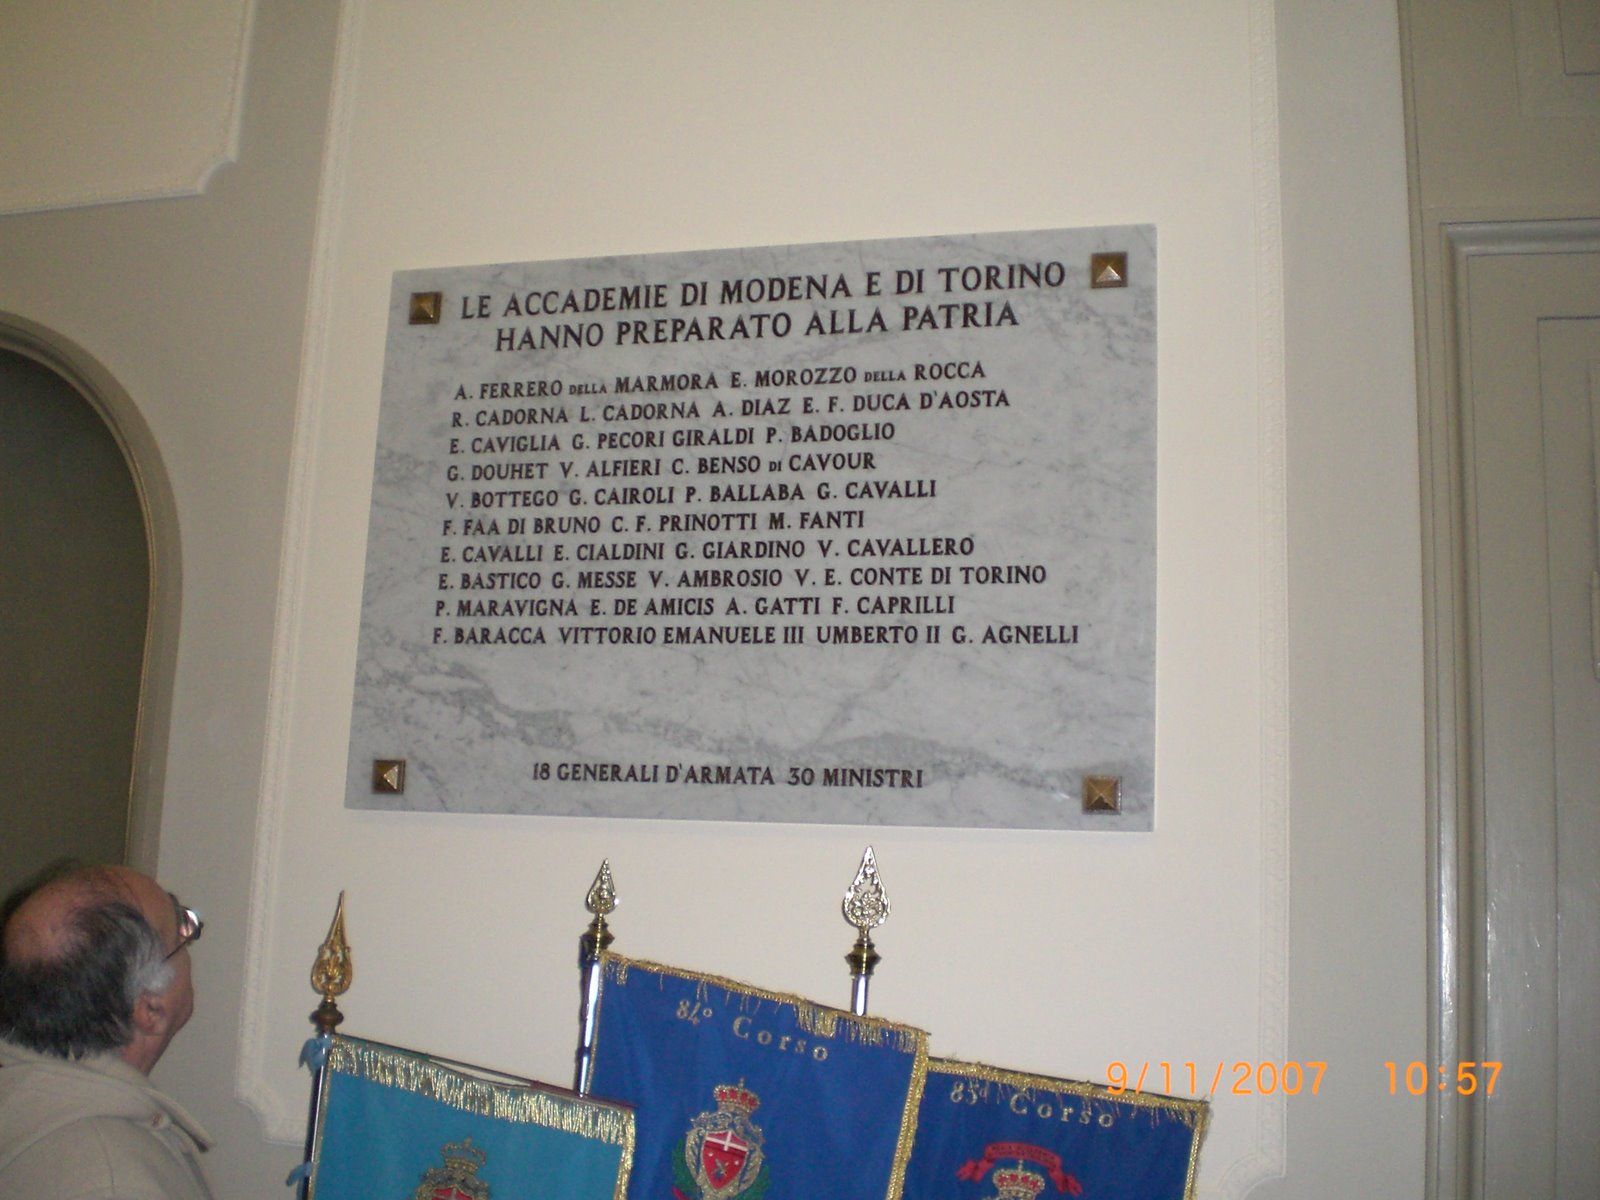 LE ACCADEMIE DI MODENA E DI TORINO
HANNO PREPARATO ALLA PATRIA
A. FERRERO DELLA MARMORA E. MOROZZO DELLA ROCCA
R. CADORNA L. CADORNA A. DIAZ E. F. DUCA D'AOSTA
E. CAVIGLIA G. PECORI GIRALDI P. BADOGLIO
G. DOUHET V. ALFIERI C. BENSO DI CAVOUR
V. BOTTEGO G. CAIROLI P. BALLABA G. CAVALLI
F. FAA DI BRUNO C. F. PRINOTTI M. FANTI
E. CAVALLI E. CIALDINI G. GIARDINO V. CAVALLERO
E. BASTICO G. MESSE V. AMBROSIO V. E. CONTE DI TORINO
P. MARAVIGNA E. DE AMICIS A. GATTI F. CAPRILLI
F. BARACCA VITTORIO EMANUELE III UMBERTO II G. AGNELLI
18 GENERALI D'ARMATA 30 MINISTRI
84° Corso
83° Corso
9/11/2007 10:57